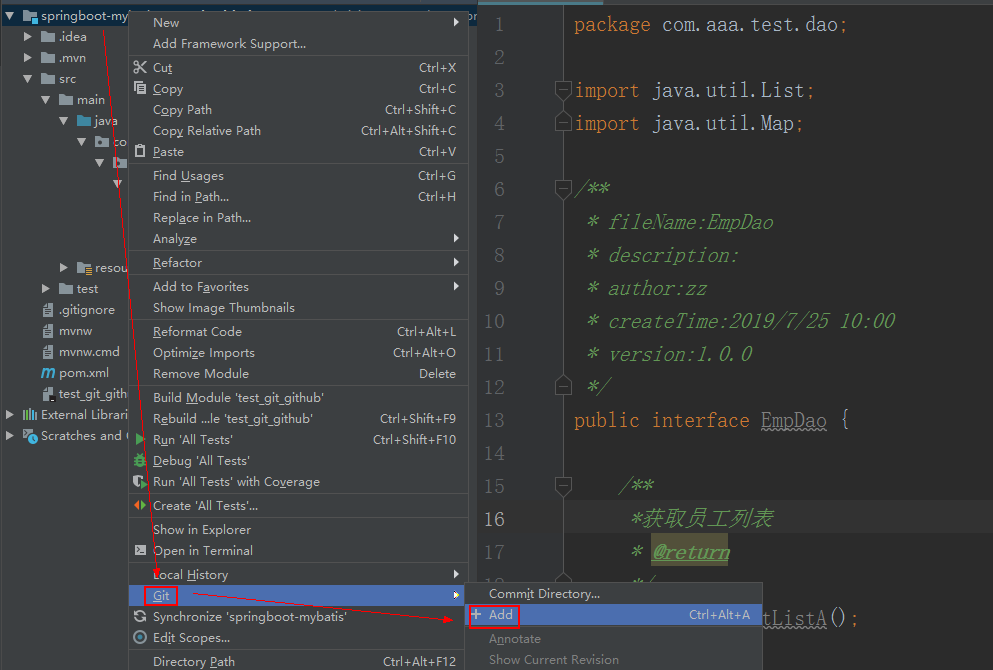 springboot-myb
.idea
.mvn
src
main
java
co
resou
test
.gitignore
mvnw
mvnw.cmd
pom.xml
test_git_gith
External Librari
Scratches and
New
Add Framework Support...
Cut Ctrl+X
Copy Ctrl+C
Copy Path Ctrl+Shift+C
Copy Relative Path Ctrl+Alt+Shift+C
Paste Ctrl+V
Find Usages Ctrl+G
Find in Path... Ctrl+H
Replace in Path...
Analyze
Refactor
Add to Favorites
Show Image Thumbnails
Reformat Code Ctrl+Alt+L
Optimize Imports Ctrl+Alt+O
Remove Module Delete
Build Module 'test_git_github'
Rebuild ...le 'test_git_github' Ctrl+Shift+F9
Run 'All Tests' Ctrl+Shift+F10
Debug 'All Tests'
Run 'All Tests' with Coverage
Create 'All Tests'...
Show in Explorer
Open in Terminal
Local History
Git
Synchronize 'springboot-mybatis'
Edit Scopes...
Directory Path Ctrl+Alt+F12
Commit Directory...
Add Ctrl+Alt+A
Annotate
Show Current Revision
1 package com.aaa.test.dao;
2
3 import java.util.List;
4 import java.util.Map;
5
6 /**
7 * fileName:EmpDao
8 * description:
9 * author:zz
10 * createTime:2019/7/25 10:00
11 * version:1.0.0
12 */
13 public interface EmpDao {
14
15 /**
16 *获取员工列表
17 * @return
*/
tListA();